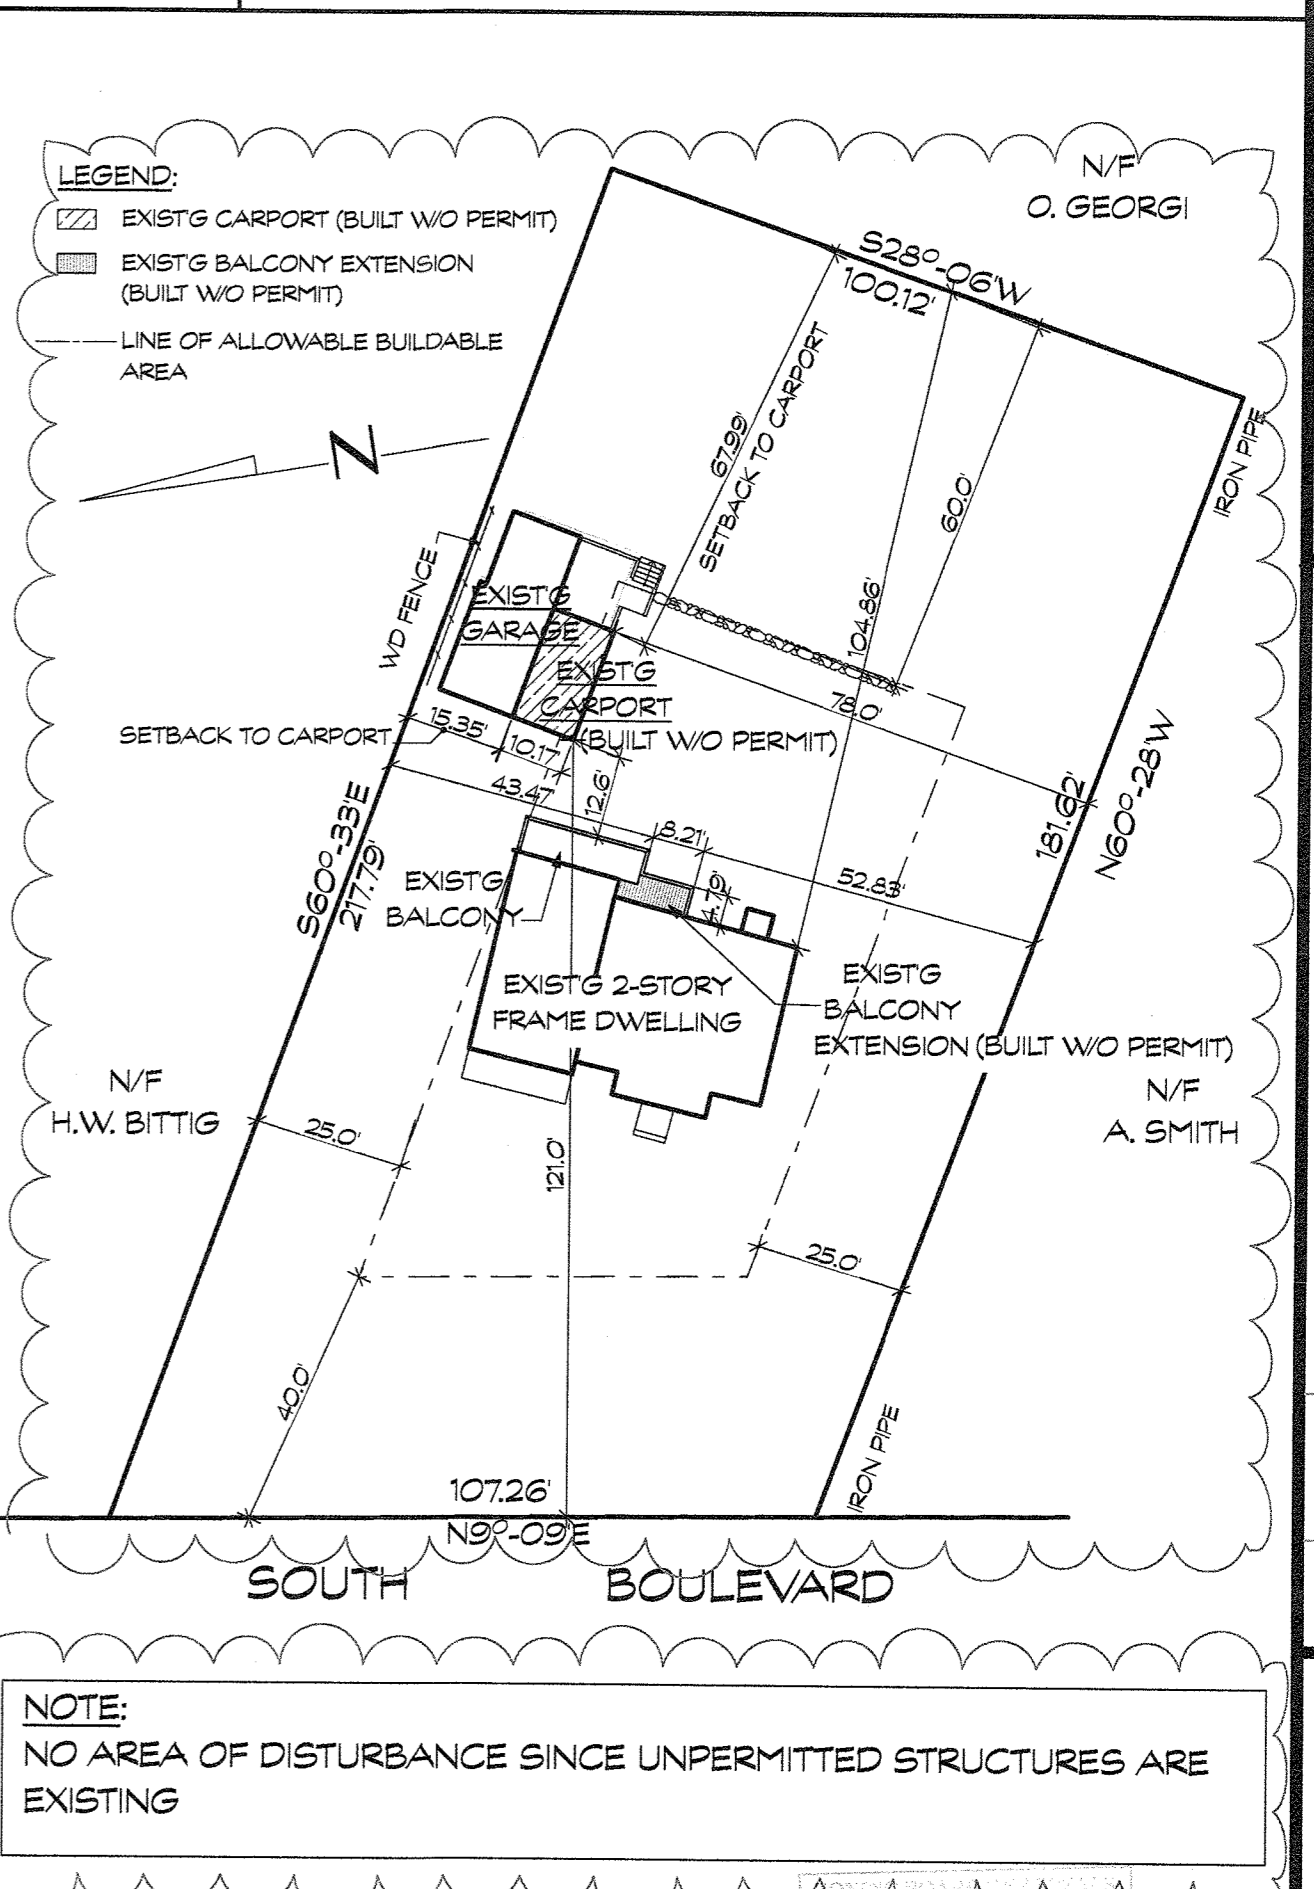 LEGEND:
EXIST'G CARPORT (BUILT W/O PERMIT)
EXIST'G BALCONY EXTENSION
(BUILT W/O PERMIT)
LINE OF ALLOWABLE BUILDABLE
AREA
N/F
O. GEORGI
S28°-06'W
100.12'
N
IRON PIPE
67.99'
SETBACK TO CARPORT
60.0'
104.86'
WD FENCE
EXIST'G
GARAGE
EXIST'G
CARPORT
(BUILT W/O PERMIT)
78.0'
SETBACK TO CARPORT
15.35'
10.17'
43.47'
12.6'
8.21'
4.79'
52.83'
181.62'
N60°-28'W
S60°-33'E
217.79'
EXIST'G
BALCONY
EXIST'G 2-STORY
FRAME DWELLING
EXIST'G
BALCONY
EXTENSION (BUILT W/O PERMIT)
N/F
H.W. BITTIG
N/F
A. SMITH
25.0'
121.0'
25.0'
40.0'
IRON PIPE
107.26'
N9°-09'E
SOUTH BOULEVARD
NOTE:
NO AREA OF DISTURBANCE SINCE UNPERMITTED STRUCTURES ARE
EXISTING